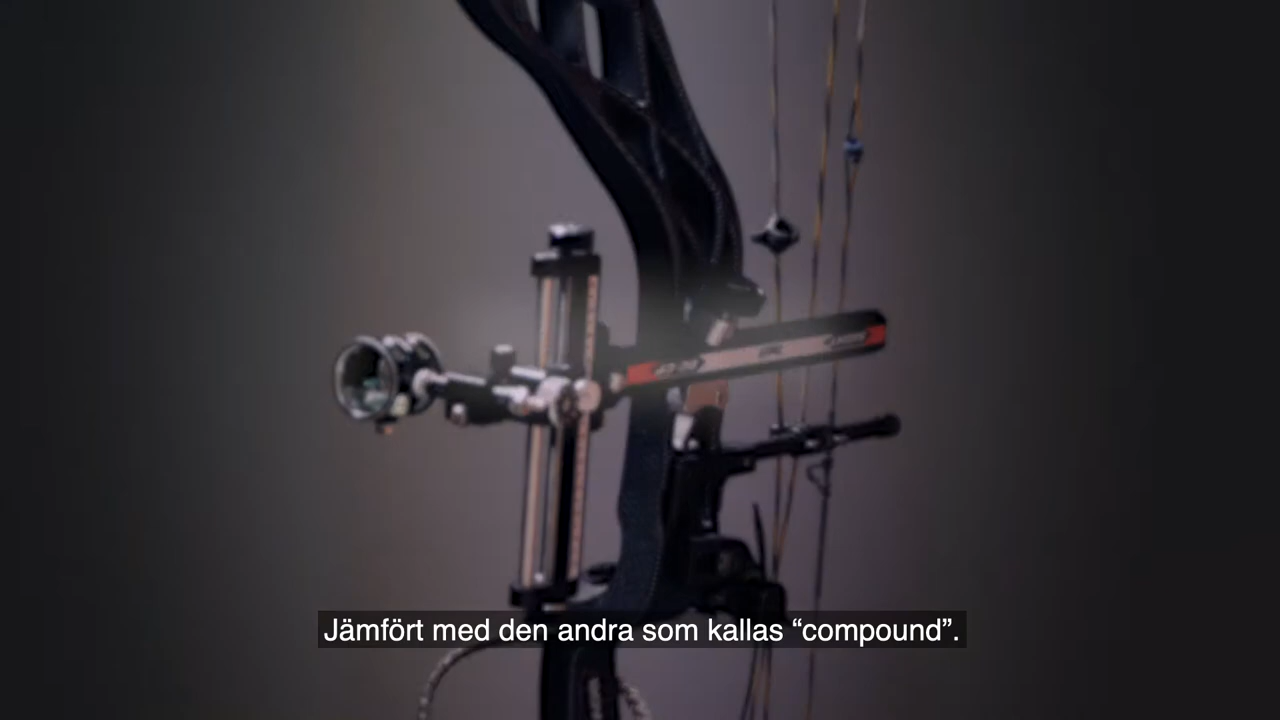 Jämfört med den andra som kallas “compound”.